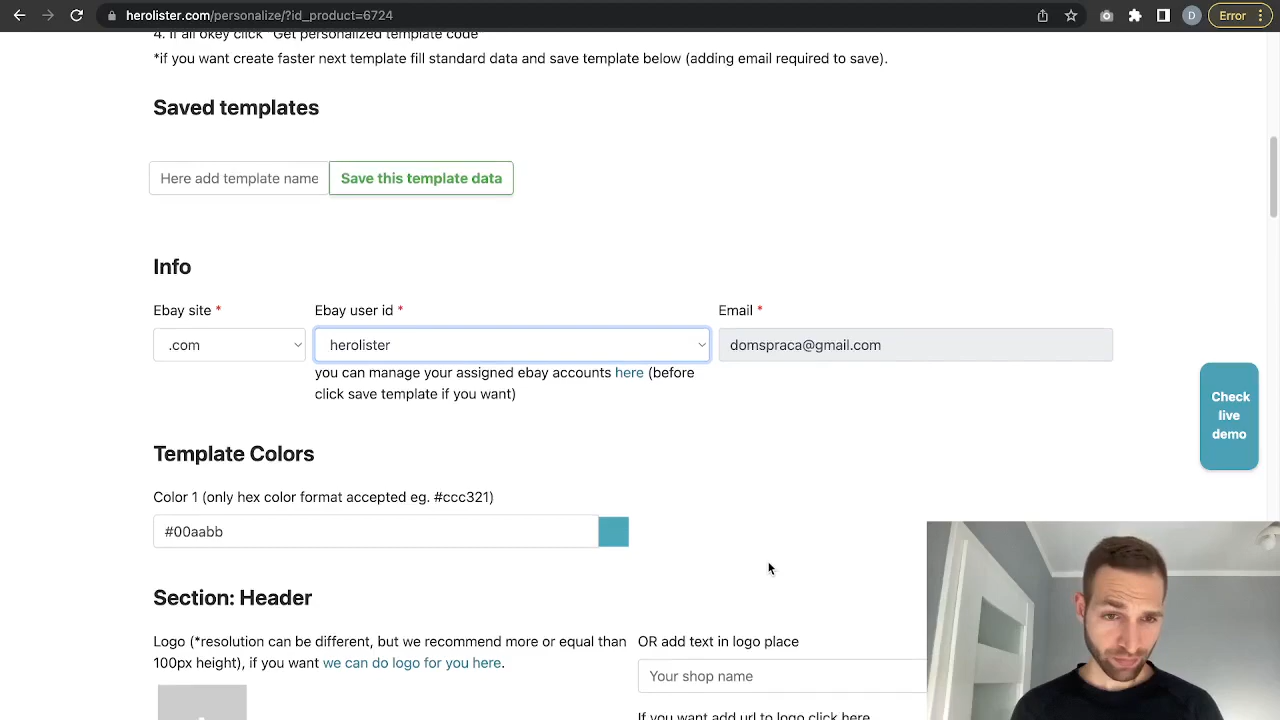 herolister.com/personalize/?id_product=6724
D
Error
4. If all okey click "Get personalized template code"
*if you want create faster next template fill standard data and save template below (adding email required to save).
Saved templates
Here add template name
Save this template data
Info
Ebay site *
Ebay user id *
Email *
.com
herolister
domspraca@gmail.com
you can manage your assigned ebay accounts here (before
click save template if you want)
Check
live
demo
Template Colors
Color 1 (only hex color format accepted eg. #ccc321)
#00aabb
Section: Header
Logo (*resolution can be different, but we recommend more or equal than
100px height), if you want we can do logo for you here.
OR add text in logo place
Your shop name
If you want add url to logo click here